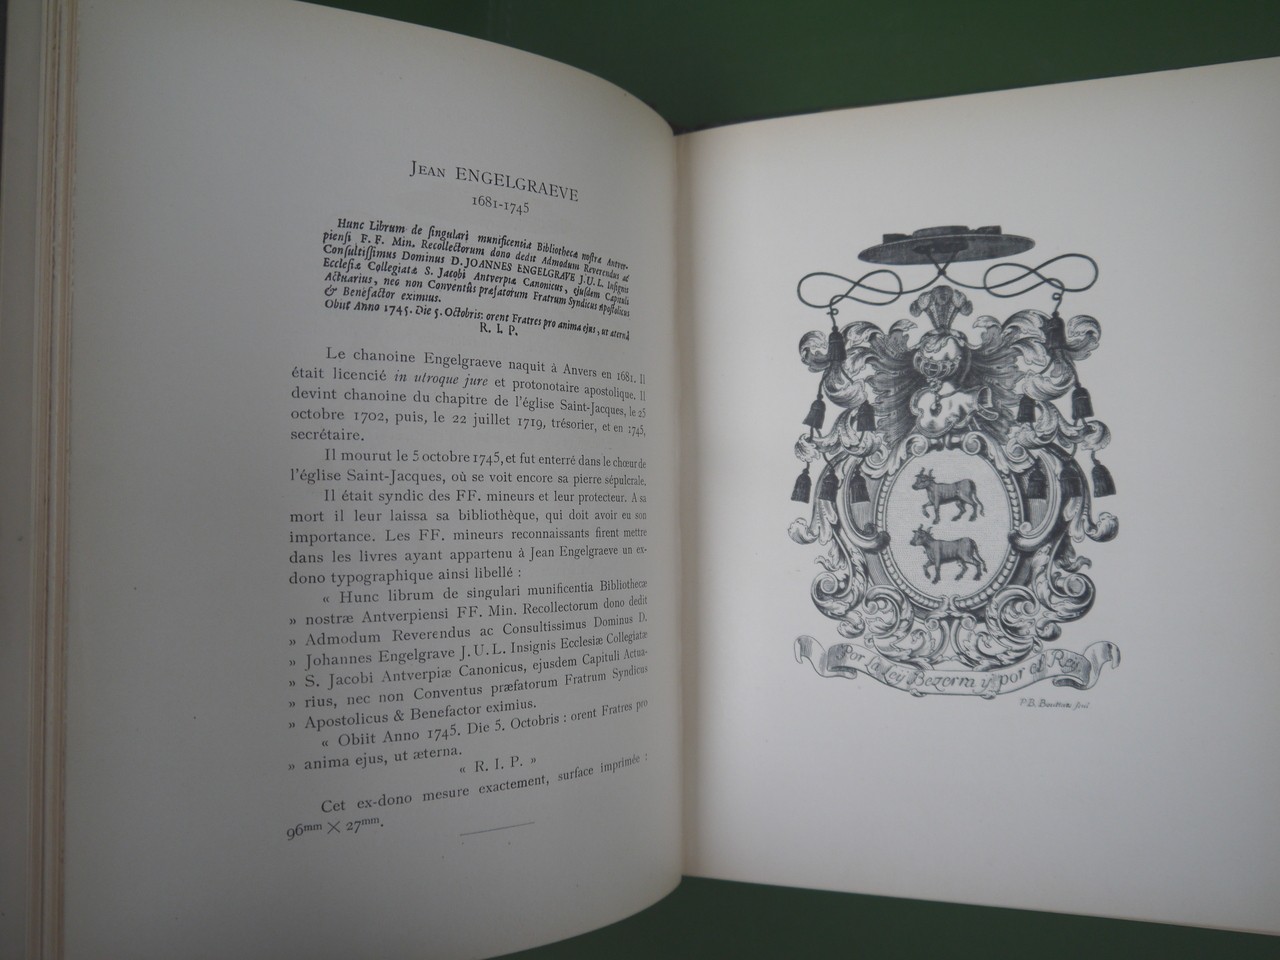 Jean ENGELGRAEVE
1681-1745
Hunc Librum de ſingulari munificentiâ Bibliothecæ noſtræ Antver-
pienſi F. F. Min. Recollectorum dono dedit Admodum Reverendus ac
Conſultiſſimus Dominus D. JOANNES ENGELGRAVE J. U. L. Inſignis
Eccleſiæ Collegiatæ S. Jacobi Antverpiæ Canonicus, ejuſdem Capituli
Actuarius, nec non Conventûs præfatorum Fratrum Syndicus Apoſtolicus
& Benefactor eximius.
Obiit Anno 1745. Die 5. Octobris: orent Fratres pro anima ejus, ut æternâ
R. I. P.
Le chanoine Engelgraeve naquit à Anvers en 1681. Il
était licencié in utroque jure et protonotaire apostolique. Il
devint chanoine du chapitre de l'église Saint-Jacques, le 25
octobre 1702, puis, le 22 juillet 1719, trésorier, et en 1745,
secrétaire.
Il mourut le 5 octobre 1745, et fut enterré dans le chœur de
l'église Saint-Jacques, où se voit encore sa pierre sépulcrale.
Il était syndic des FF. mineurs et leur protecteur. A sa
mort il leur laissa sa bibliothèque, qui doit avoir eu son
importance. Les FF. mineurs reconnaissants firent mettre
dans les livres ayant appartenu à Jean Engelgraeve un ex-
dono typographique ainsi libellé :
« Hunc librum de singulari munificentia Bibliothecæ
» nostræ Antverpiensi FF. Min. Recollectorum dono dedit
» Admodum Reverendus ac Consultissimus Dominus D.
» Johannes Engelgrave J. U. L. Insignis Ecclesiæ Collegiatæ
» S. Jacobi Antverpiæ Canonicus, ejusdem Capituli Actua-
» rius, nec non Conventus præfatorum Fratrum Syndicus
» Apostolicus & Benefactor eximius.
« Obiit Anno 1745. Die 5. Octobris : orent Fratres pro
» anima ejus, ut æterna.
« R. I. P. »
Cet ex-dono mesure exactement, surface imprimée :
96mm × 27mm.
Por la Ley Bezerra y por el Rey
P. B. Bouttats fecit